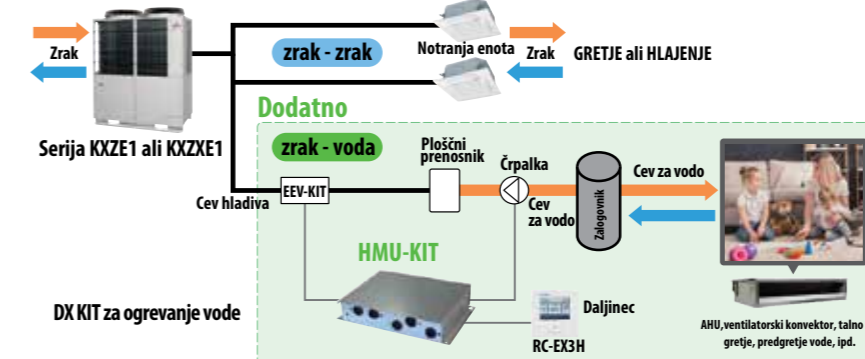 Zrak
zrak - zrak
Notranja enota
Zrak
GRETJE ali HLAJENJE
Dodatno
Serija KXZE1 ali KXZXE1
zrak - voda
Ploščni
prenosnik
Črpalka
Cev za vodo
Cev hladiva
EEV-KIT
Cev
za vodo
Zalogovnik
HMU-KIT
DX KIT za ogrevanje vode
Daljinec
RC-EX3H
AHU,ventilatorski konvektor, talno
gretje, predgretje vode, ipd.